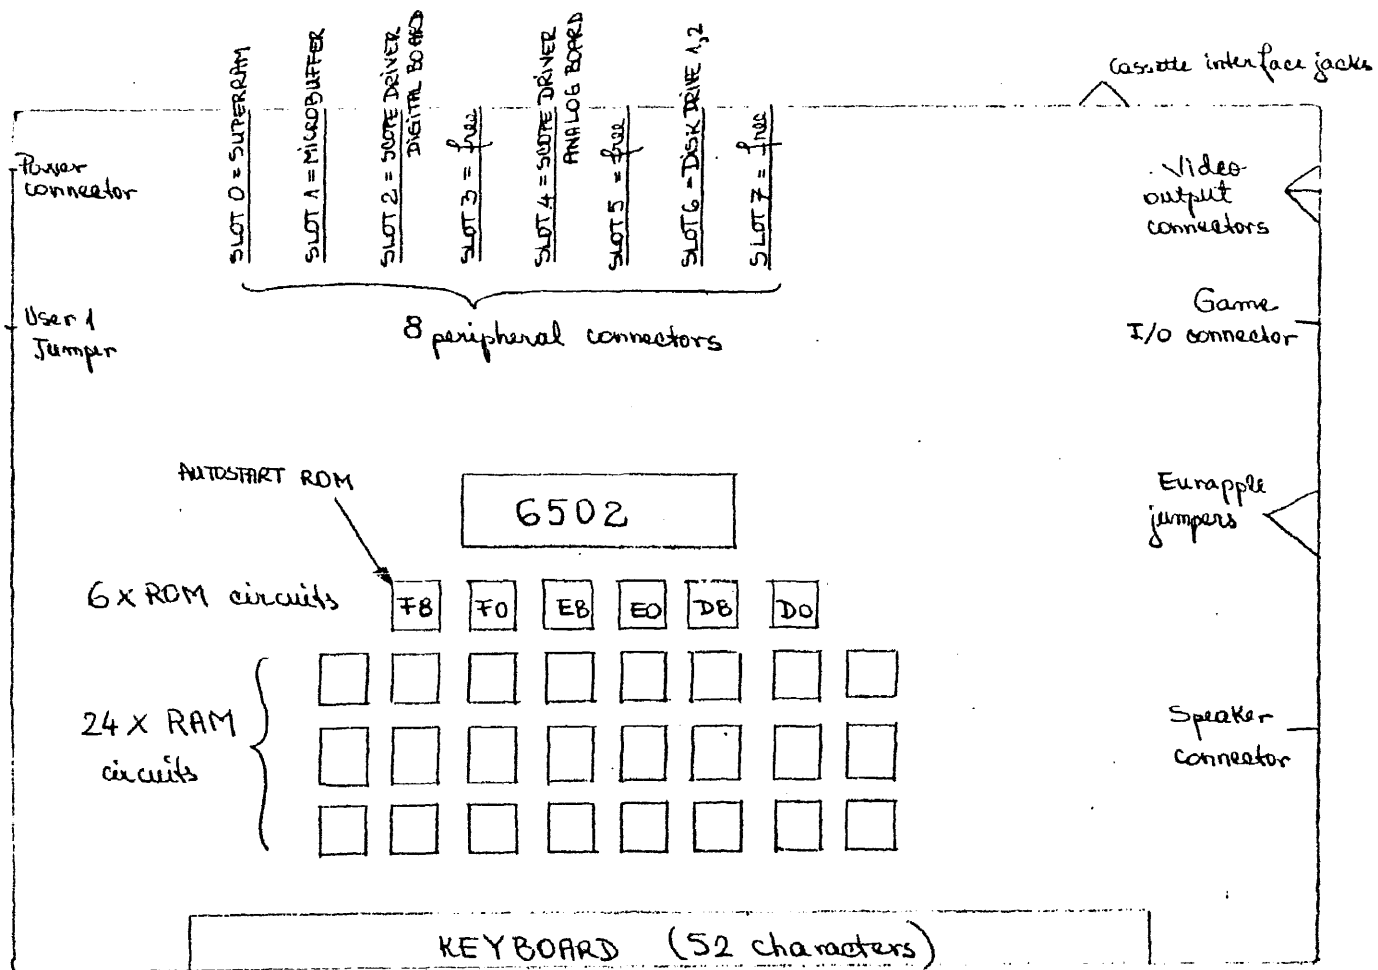 Cassette interface jacks
SLOT 0 = SUPERRAM
SLOT 1 = MICROBUFFER
SLOT 2 = SCOPE DRIVER
DIGITAL BOARD
SLOT 3 = free
SLOT 4 = SCOPE DRIVER
ANALOG BOARD
SLOT 5 = free
SLOT 6 = DISK DRIVE 1,2
SLOT 7 = free
Power
connector
Video
output
connectors
User 1
Jumper
8 peripheral connectors
Game
I/O connector
AUTOSTART ROM
6502
Eurapple
jumpers
6 x ROM circuits
F8 F0 E8 E0 D8 D0
24 x RAM
circuits
Speaker
connector
KEYBOARD (52 characters)